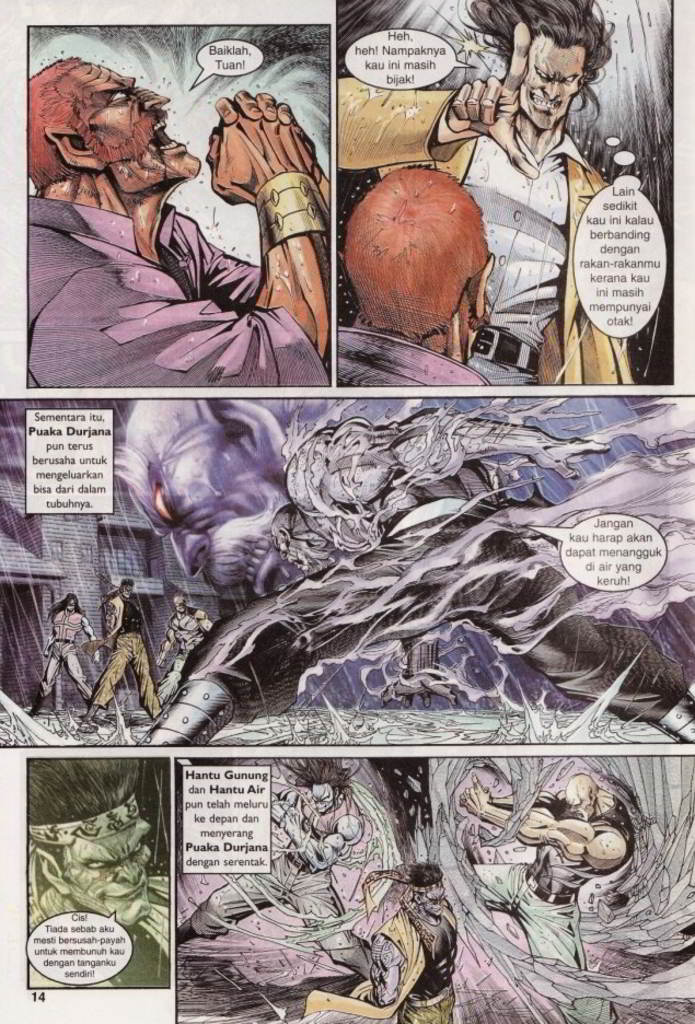 Baiklah,
Tuan!
Heh,
heh! Nampaknya
kau ini masih
bijak!
Lain
sedikit
kau ini kalau
berbanding
dengan
rakan-rakanmu
kerana kau
ini masih
mempunyai
otak!
Sementara itu,
Puaka Durjana
pun terus
berusaha untuk
mengeluarkan
bisa dari dalam
tubuhnya.
Jangan
kau harap akan
dapat menangguk
di air yang
keruh!
Cis!
Tiada sebab aku
mesti bersusah-payah
untuk membunuh kau
dengan tanganku
sendiri!
Hantu Gunung
dan Hantu Air
pun telah meluru
ke depan dan
menyerang
Puaka Durjana
dengan serentak.
14